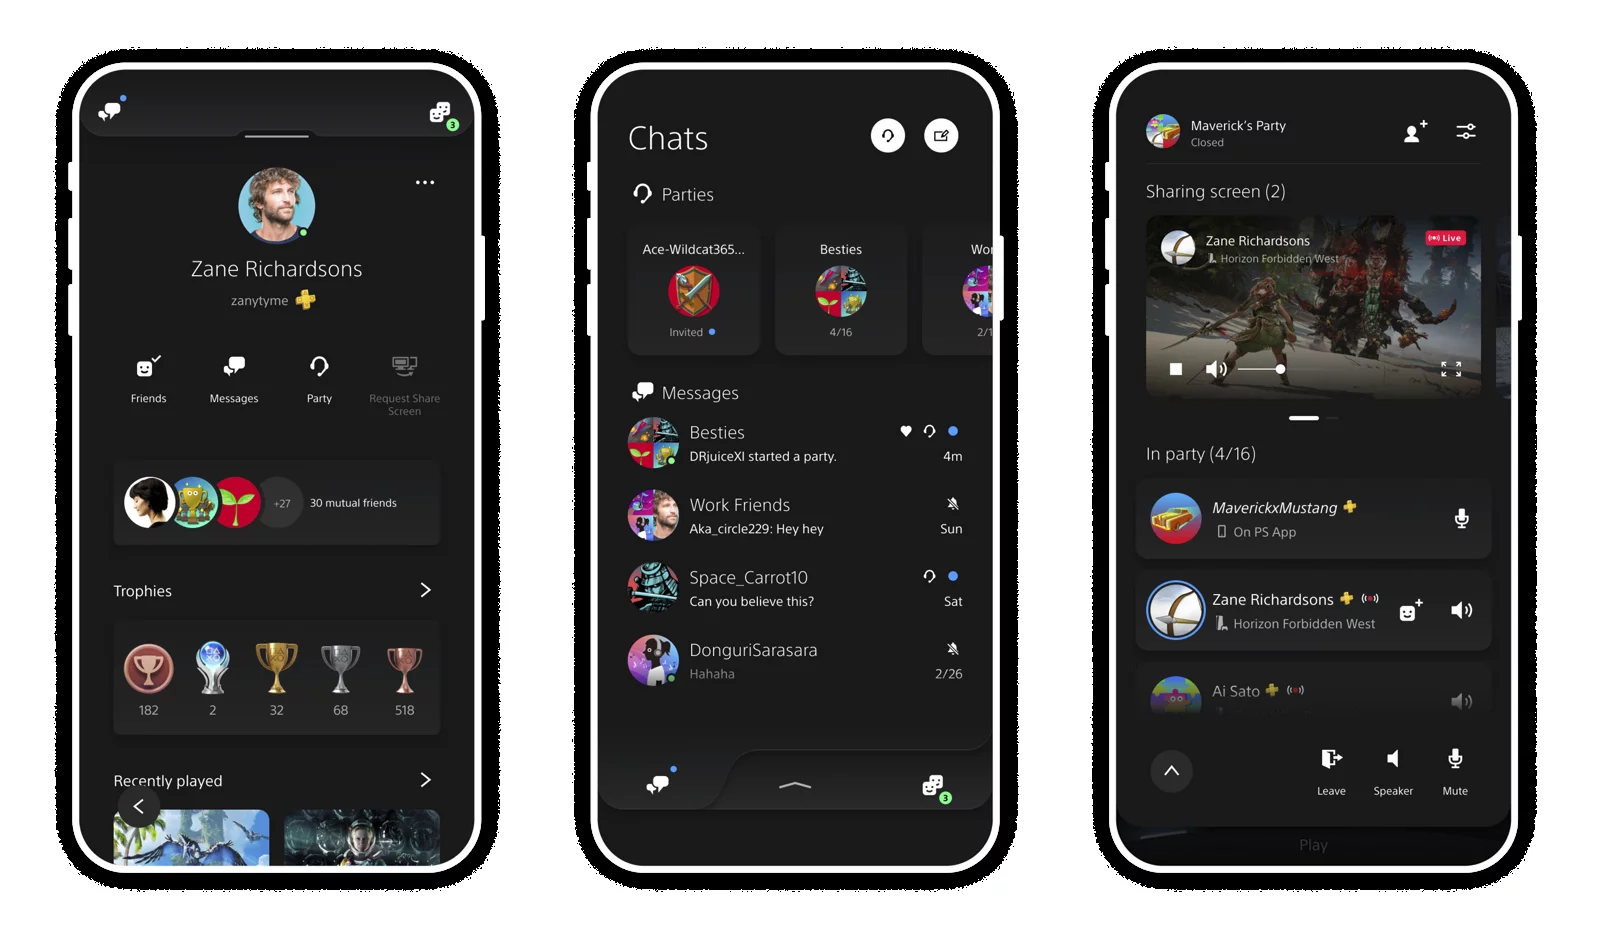 3
Zane Richardsons
zanytyme
Friends
Messages
Party
Request Share
Screen
+27
30 mutual friends
Trophies
182
2
32
68
518
Recently played
Chats
Parties
Ace-Wildcat365...
Invited
Besties
4/16
Wor
2/1
Messages
Besties
DRjuiceXI started a party.
4m
Work Friends
Aka_circle229: Hey hey
Sun
Space_Carrot10
Can you believe this?
Sat
DonguriSarasara
Hahaha
2/26
3
Maverick's Party
Closed
Sharing screen (2)
Zane Richardsons
Horizon Forbidden West
Live
In party (4/16)
MaverickxMustang
On PS App
Zane Richardsons
Horizon Forbidden West
Ai Sato
Leave
Speaker
Mute
Play